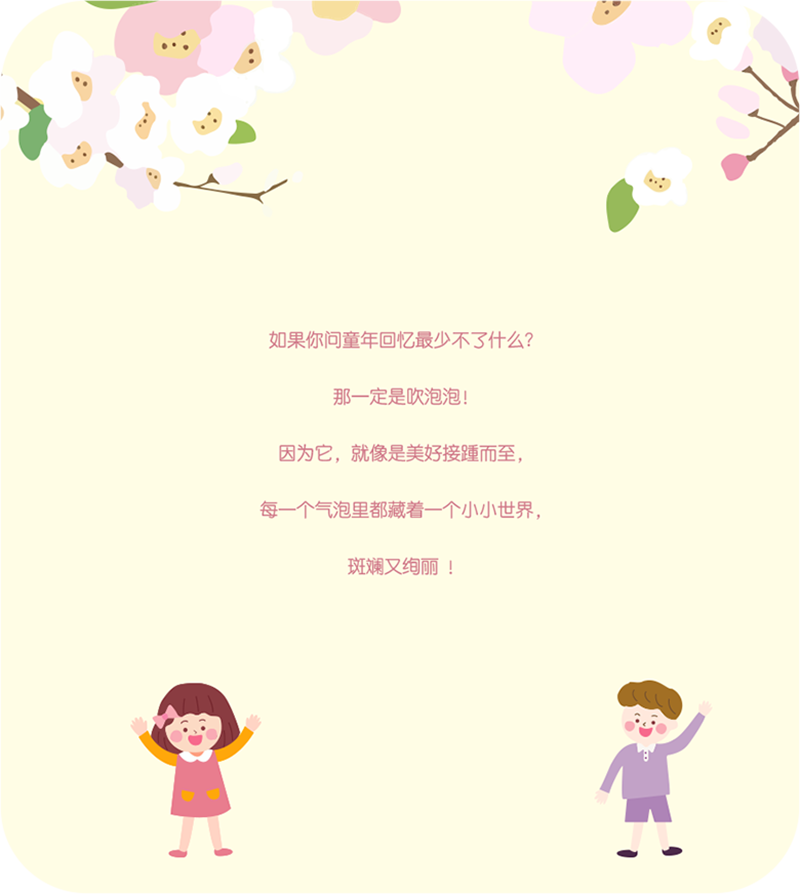 如果你问童年回忆最少不了什么？
那一定是吹泡泡！
因为它，就像是美好接踵而至，
每一个气泡里都藏着一个小小世界，
斑斓又绚丽 ！